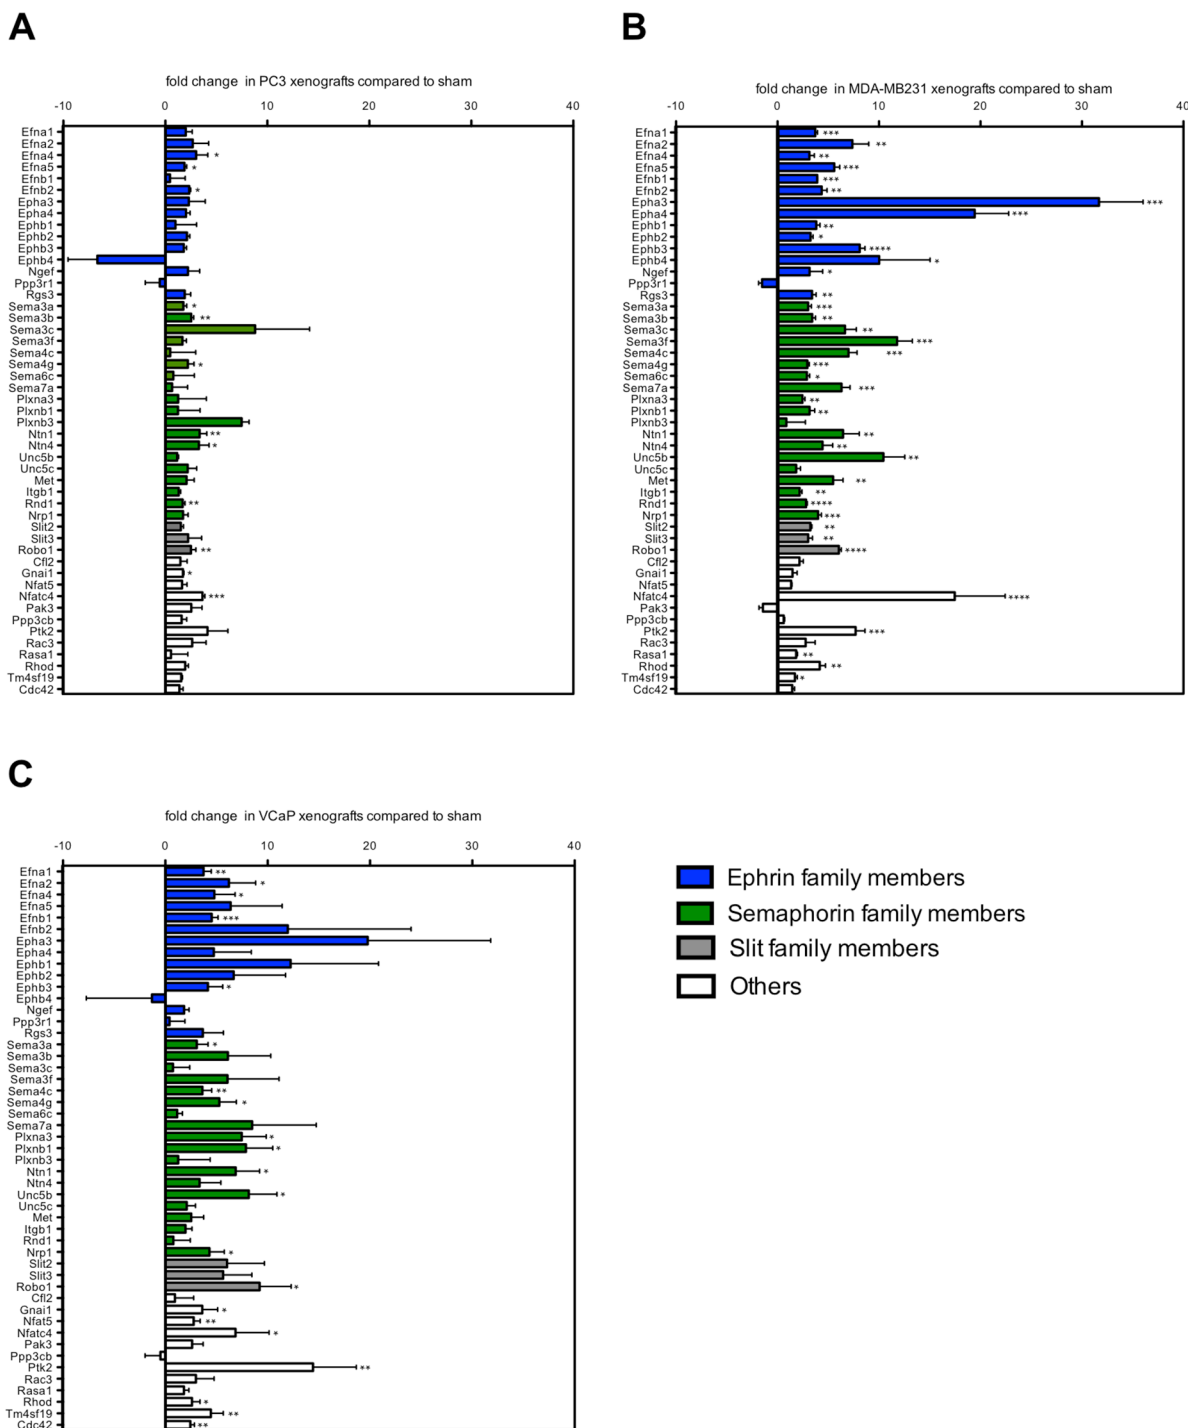 A
fold change in PC3 xenografts compared to sham
-10 0 10 20 30 40
Efna1
Efna2
Efna4 *
Efna5 *
Efnb1
Efnb2 *
Epha3
Epha4
Ephb1
Ephb2
Ephb3
Ephb4
Ngef
Ppp3r1
Rgs3
Sema3a *
Sema3b **
Sema3c
Sema3f
Sema4c
Sema4g *
Sema6c
Sema7a
Plxna3
Plxnb1
Plxnb3
Ntn1 **
Ntn4 *
Unc5b
Unc5c
Met
Itgb1
Rnd1 **
Nrp1
Slit2
Slit3
Robo1 **
Cfl2
Gnai1 *
Nfat5
Nfatc4 ***
Pak3
Ppp3cb
Ptk2
Rac3
Rasa1
Rhod
Tm4sf19
Cdc42
B
fold change in MDA-MB231 xenografts compared to sham
-10 0 10 20 30 40
Efna1 ***
Efna2 **
Efna4 **
Efna5 ***
Efnb1 ***
Efnb2 **
Epha3 ***
Epha4 ***
Ephb1 **
Ephb2 *
Ephb3 ****
Ephb4 *
Ngef *
Ppp3r1
Rgs3 **
Sema3a ***
Sema3b **
Sema3c **
Sema3f ***
Sema4c ***
Sema4g ***
Sema6c *
Sema7a ***
Plxna3 **
Plxnb1 **
Plxnb3
Ntn1 **
Ntn4 **
Unc5b **
Unc5c
Met **
Itgb1 **
Rnd1 ****
Nrp1 ***
Slit2 **
Slit3 **
Robo1 ****
Cfl2
Gnai1
Nfat5
Nfatc4 ****
Pak3
Ppp3cb
Ptk2 ***
Rac3
Rasa1 **
Rhod **
Tm4sf19 *
Cdc42
C
fold change in VCaP xenografts compared to sham
-10 0 10 20 30 40
Efna1 **
Efna2 *
Efna4 *
Efna5
Efnb1 ***
Efnb2
Epha3
Epha4
Ephb1
Ephb2
Ephb3 *
Ephb4
Ngef
Ppp3r1
Rgs3
Sema3a *
Sema3b
Sema3c
Sema3f
Sema4c **
Sema4g *
Sema6c
Sema7a
Plxna3 *
Plxnb1 *
Plxnb3
Ntn1 *
Ntn4
Unc5b *
Unc5c
Met
Itgb1
Rnd1
Nrp1 *
Slit2
Slit3
Robo1 *
Cfl2
Gnai1 *
Nfat5 **
Nfatc4 *
Pak3
Ppp3cb
Ptk2 **
Rac3
Rasa1
Rhod *
Tm4sf19 **
Cdc42 **
Ephrin family members
Semaphorin family members
Slit family members
Others